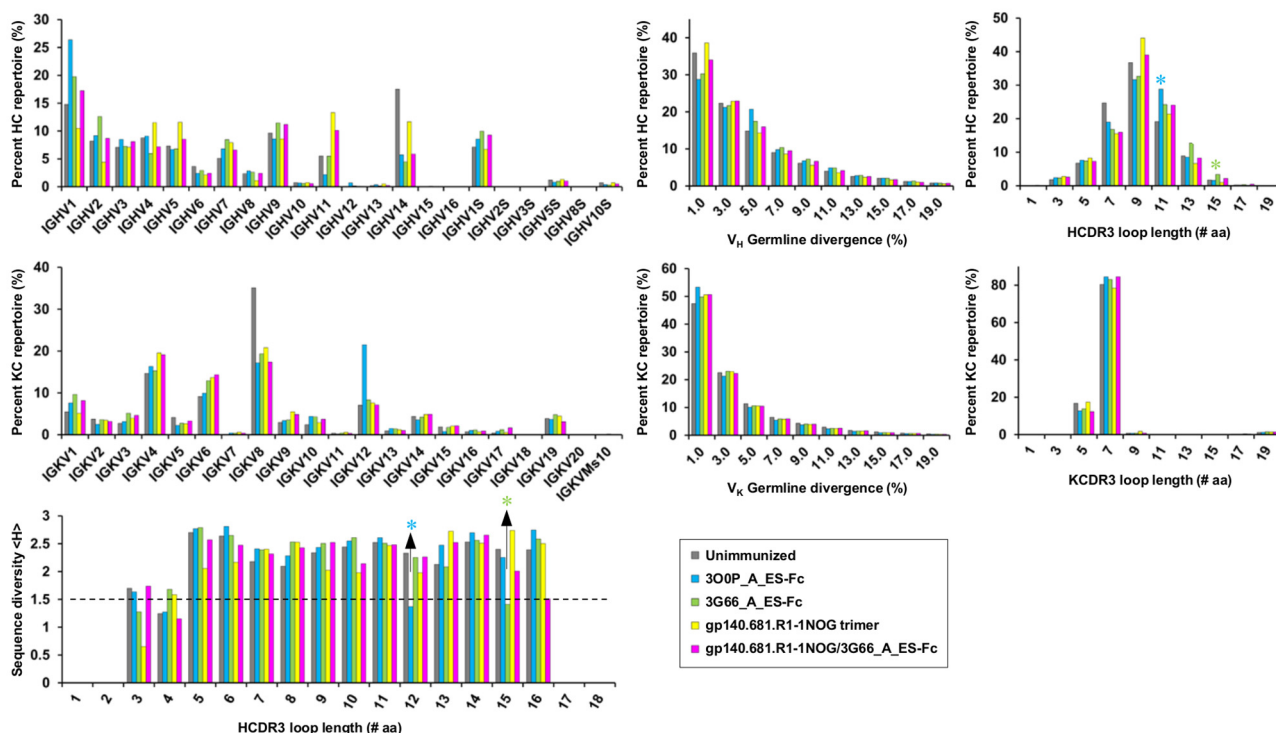 Percent HC repertoire (%)
30
25
20
15
10
5
0
IGHV1
IGHV2
IGHV3
IGHV4
IGHV5
IGHV6
IGHV7
IGHV8
IGHV9
IGHV10
IGHV11
IGHV12
IGHV13
IGHV14
IGHV15
IGHV16
IGHV1S
IGHV2S
IGHV3S
IGHV5S
IGHV8S
IGHV10S
Percent HC repertoire (%)
40
30
20
10
0
1.0
3.0
5.0
7.0
9.0
11.0
13.0
15.0
17.0
19.0
VH Germline divergence (%)
Percent HC repertoire (%)
50
40
30
20
10
0
*
*
1
3
5
7
9
11
13
15
17
19
HCDR3 loop length (# aa)
Percent KC repertoire (%)
40
30
20
10
0
IGKV1
IGKV2
IGKV3
IGKV4
IGKV5
IGKV6
IGKV7
IGKV8
IGKV9
IGKV10
IGKV11
IGKV12
IGKV13
IGKV14
IGKV15
IGKV16
IGKV17
IGKV18
IGKV19
IGKV20
IGKVMs10
Percent KC repertoire (%)
60
50
40
30
20
10
0
1.0
3.0
5.0
7.0
9.0
11.0
13.0
15.0
17.0
19.0
VK Germline divergence (%)
Percent KC repertoire (%)
80
60
40
20
0
1
3
5
7
9
11
13
15
17
19
KCDR3 loop length (# aa)
Sequence diversity <H>
3
2.5
2
1.5
1
0.5
0
*
*
1
2
3
4
5
6
7
8
9
10
11
12
13
14
15
16
17
18
HCDR3 loop length (# aa)
Unimmunized
3O0P_A_ES-Fc
3G66_A_ES-Fc
gp140.681.R1-1NOG trimer
gp140.681.R1-1NOG/3G66_A_ES-Fc